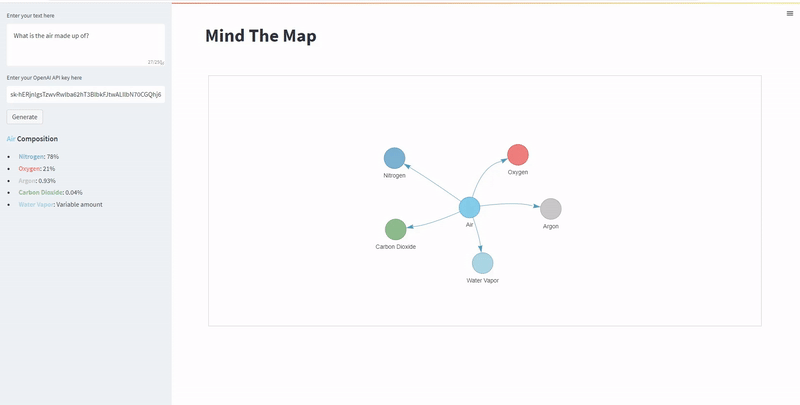 Enter your text here
What is the air made up of?
27/250
Enter your OpenAI API key here
Generate
Air Composition
Nitrogen: 78%
Oxygen: 21%
Argon: 0.93%
Carbon Dioxide: 0.04%
Water Vapor: Variable amount
Mind The Map
Nitrogen
Oxygen
Air
Argon
Carbon Dioxide
Water Vapor